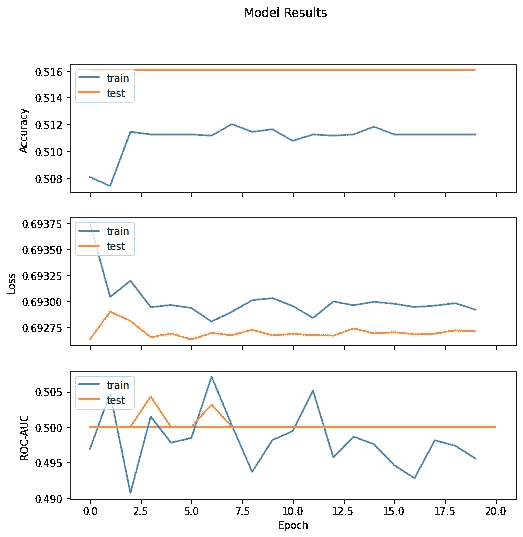 Model Results
0.516
0.514
0.512
0.510
0.508
Accuracy
train
test
0.69375
0.69350
0.69325
0.69300
0.69275
Loss
train
test
0.505
0.500
0.495
0.490
ROC-AUC
train
test
0.0 2.5 5.0 7.5 10.0 12.5 15.0 17.5 20.0
Epoch